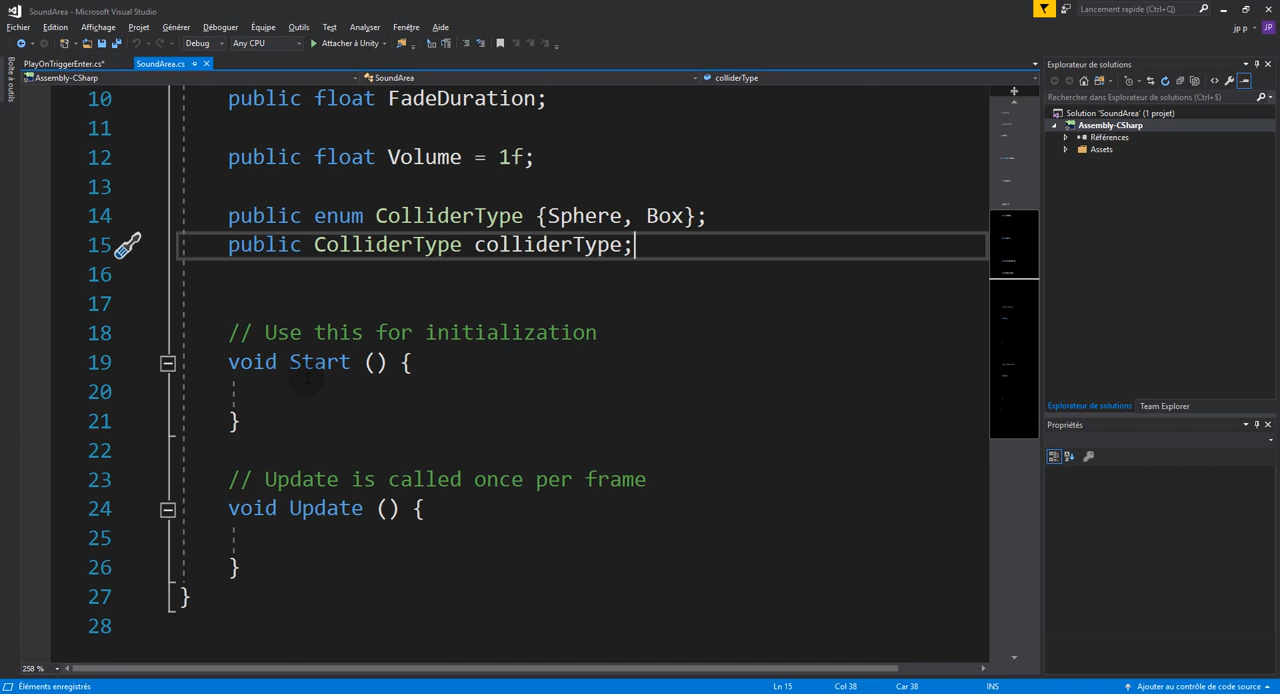 SoundArea - Microsoft Visual Studio
Lancement rapide (Ctrl+Q)
Fichier Edition Affichage Projet Générer Déboguer Équipe Outils Test Analyser Fenêtre Aide
jp p JP
Debug Any CPU Attacher à Unity
Boîte à outils
PlayOnTriggerEnter.cs* SoundArea.cs
Assembly-CSharp SoundArea colliderType
10 public float FadeDuration;
11
12 public float Volume = 1f;
13
14 public enum ColliderType {Sphere, Box};
15 public ColliderType colliderType;
16
17
18 // Use this for initialization
19 void Start () {
20
21 }
22
23 // Update is called once per frame
24 void Update () {
25
26 }
27 }
28
258 %
Explorateur de solutions
Rechercher dans Explorateur de solutions (Ctrl+$)
Solution 'SoundArea' (1 projet)
Assembly-CSharp
Références
Assets
Explorateur de solutions Team Explorer
Propriétés
Éléments enregistrés Ln 15 Col 38 Car 38 INS Ajouter au contrôle de code source